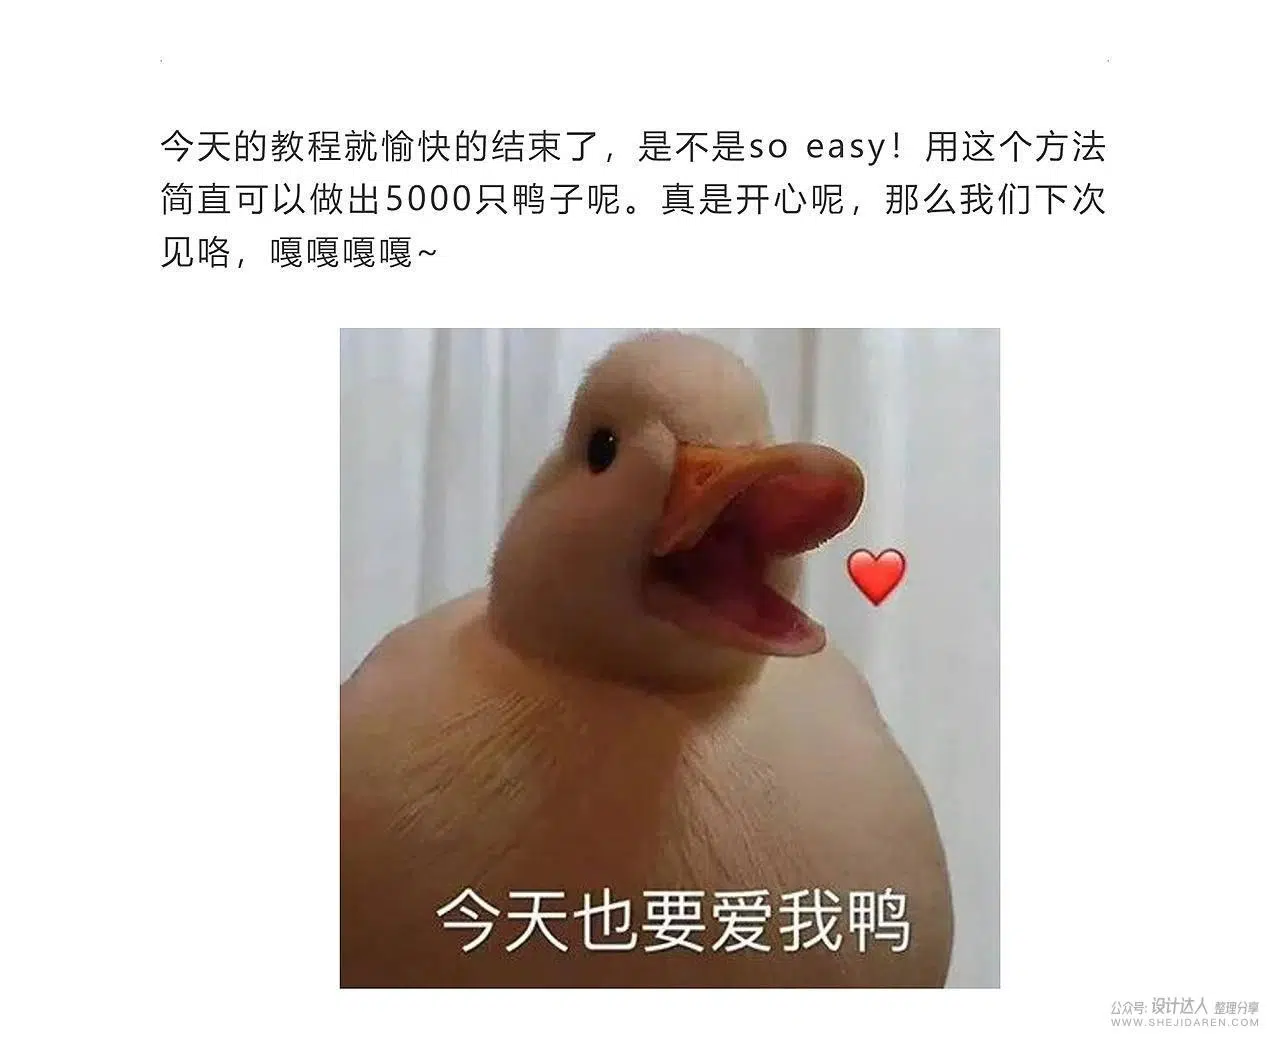 今天的教程就愉快的结束了，是不是so easy！用这个方法
简直可以做出5000只鸭子呢。真是开心呢，那么我们下次
见咯，嘎嘎嘎嘎~
今天也要爱我鸭
公众号: 设计达人 整理分享
WWW.SHEJIDAREN.COM